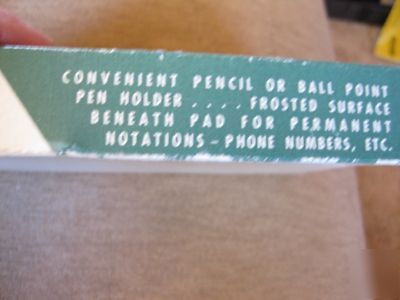 CONVENIENT PENCIL OR BALL POINT
PEN HOLDER .... FROSTED SURFACE
BENEATH PAD FOR PERMANENT
NOTATIONS – PHONE NUMBERS, ETC.